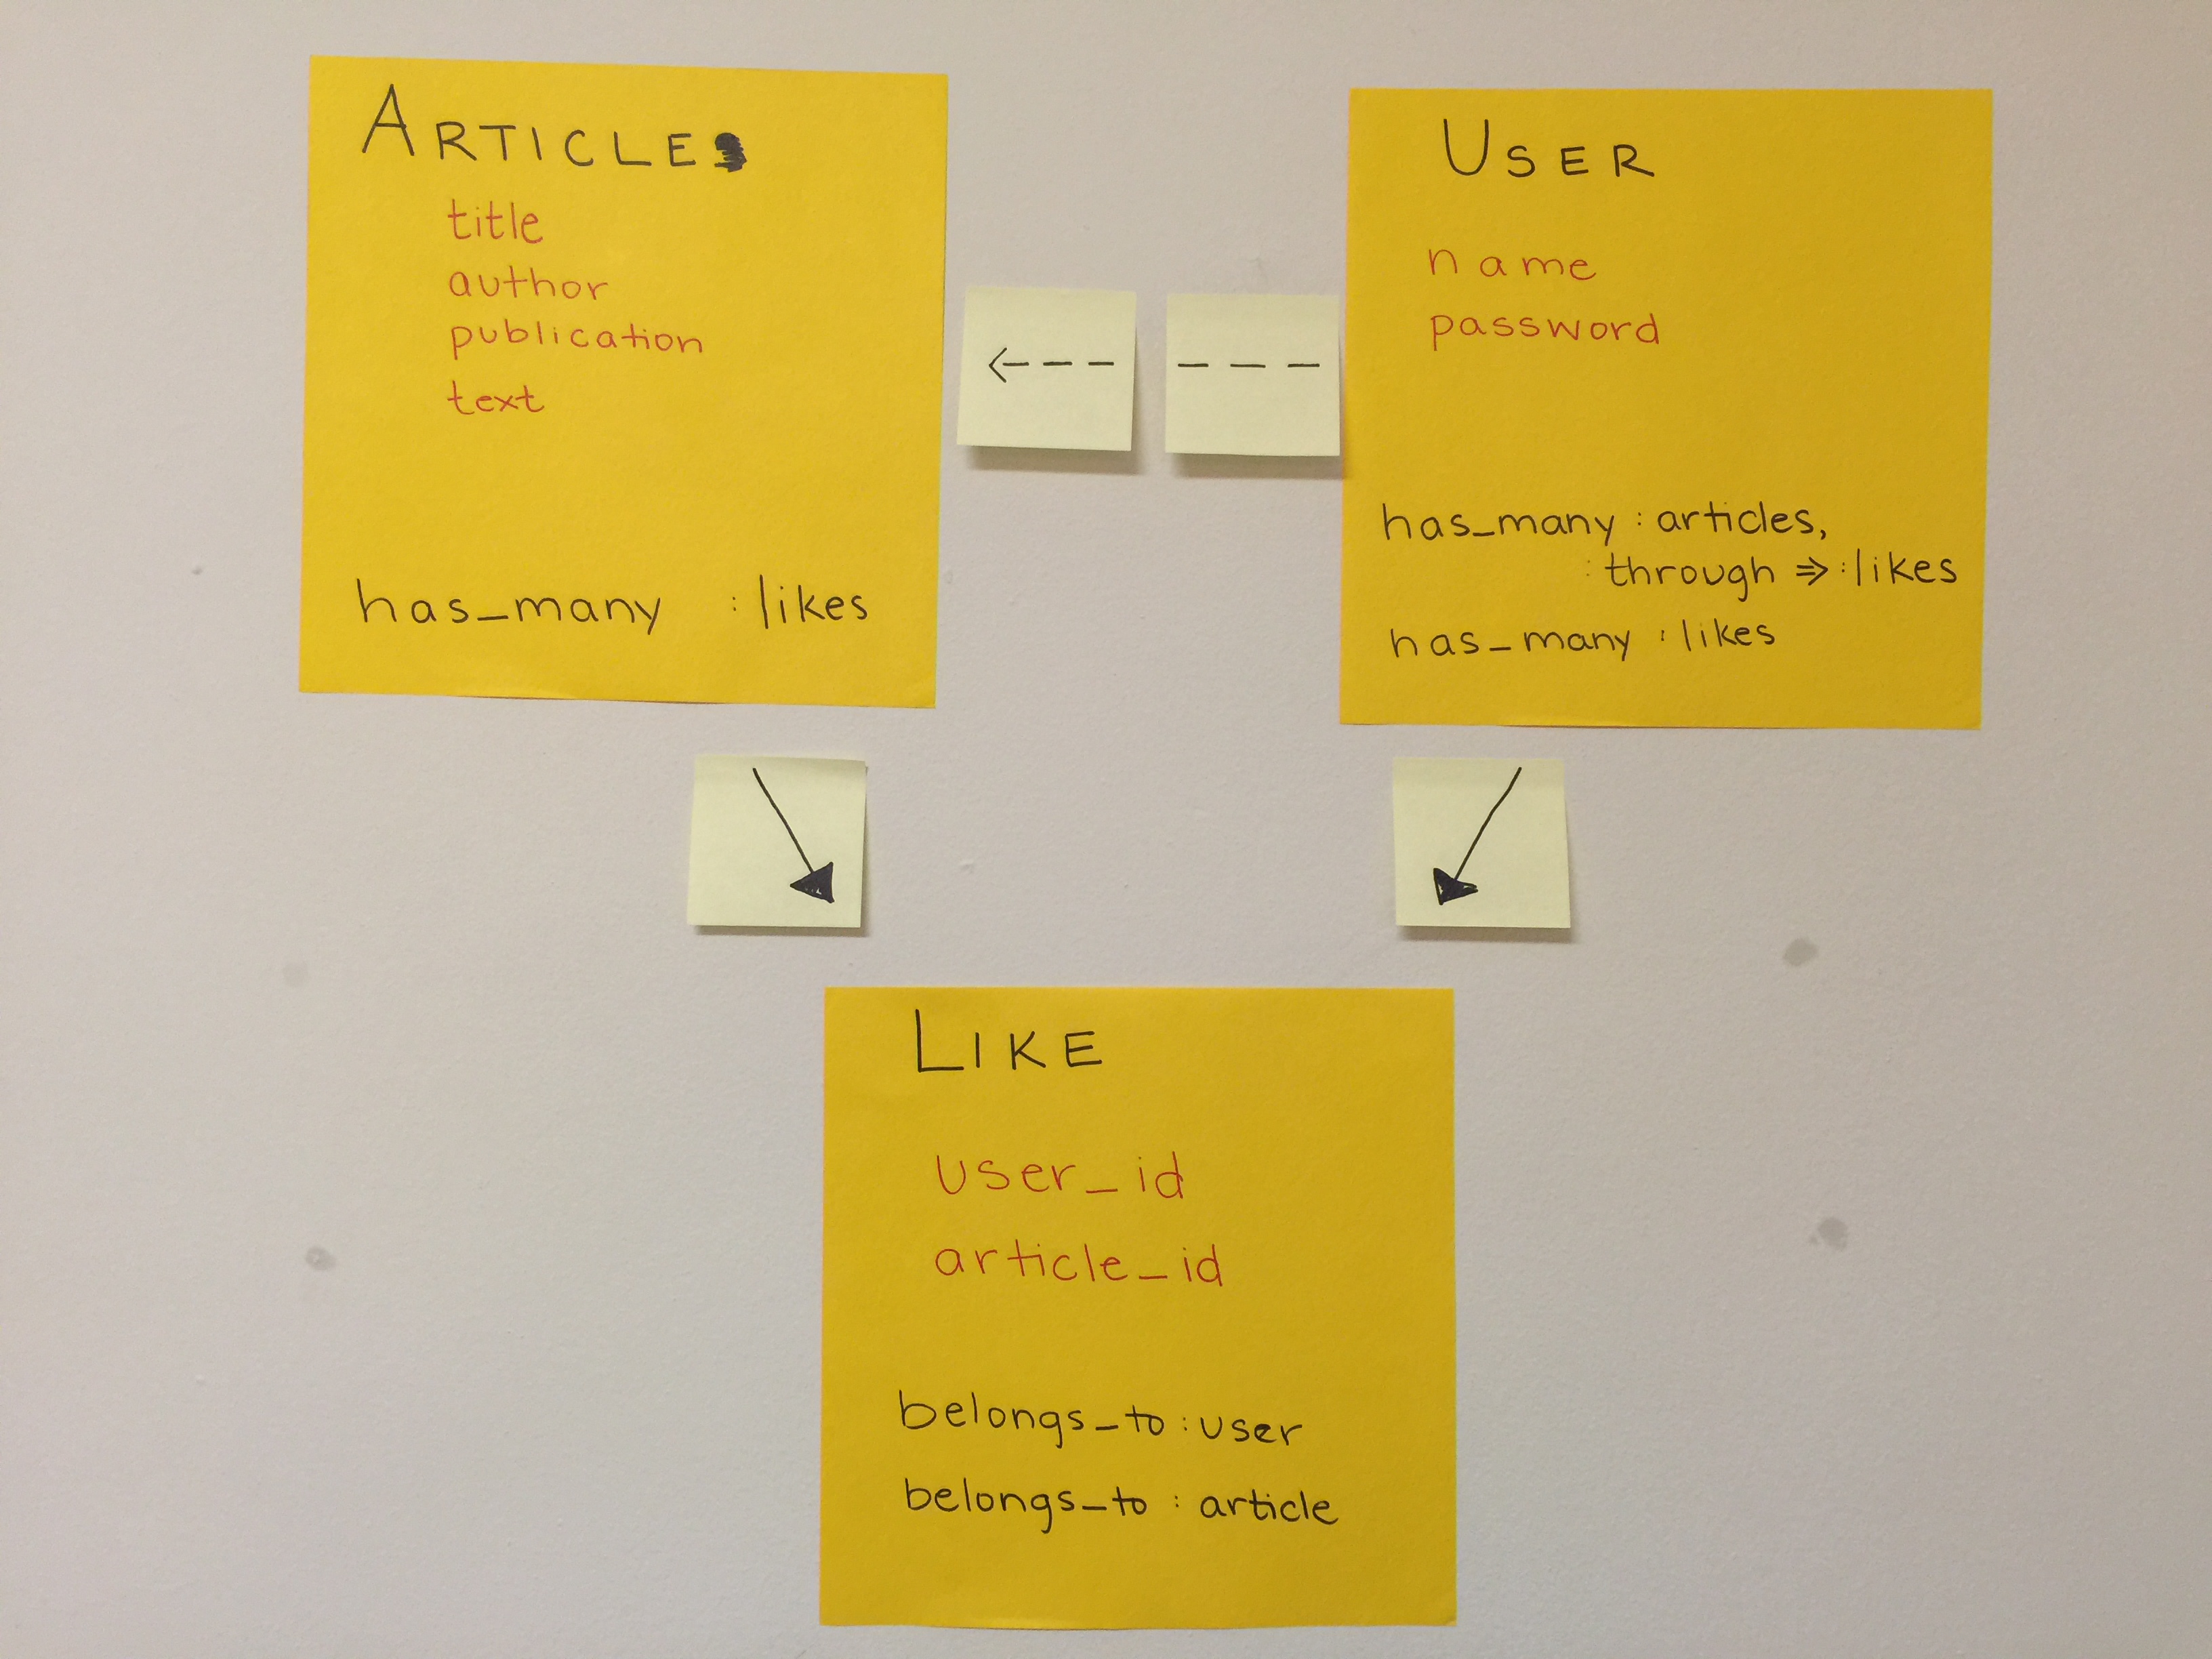 ARTICLE
title
author
publication
text
has_many :likes
USER
name
password
has_many :articles,
:through => :likes
has_many :likes
LIKE
user_id
article_id
belongs_to :user
belongs_to :article